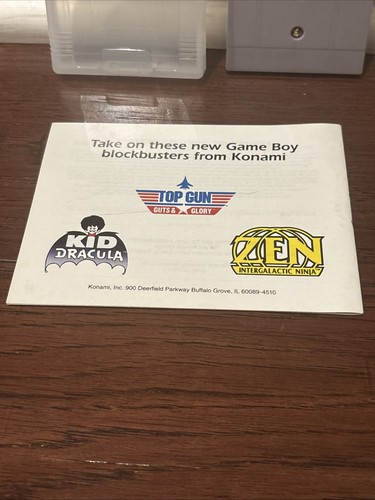 Take on these new Game Boy
blockbusters from Konami
TOP GUN
GUTS & GLORY
KID
DRACULA
ZEN
INTERGALACTIC NINJA
Konami, Inc. 900 Deerfield Parkway Buffalo Grove, IL 60089-4510